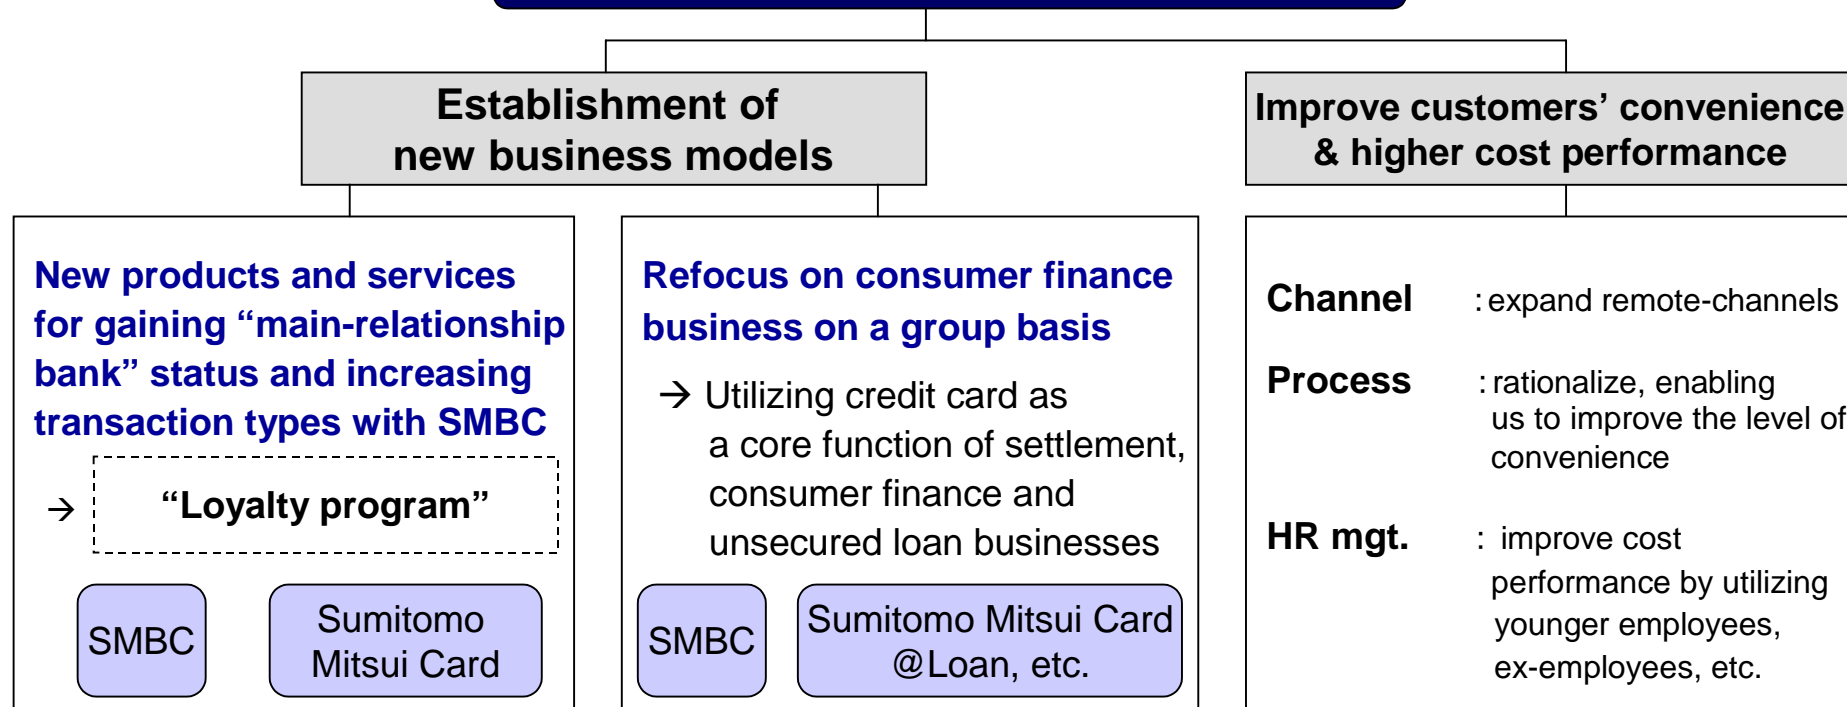 Establishment of
new business models
Improve customers’ convenience
& higher cost performance
New products and services
for gaining “main-relationship
bank” status and increasing
transaction types with SMBC
→ “Loyalty program”
SMBC
Sumitomo
Mitsui Card
Refocus on consumer finance
business on a group basis
→ Utilizing credit card as
a core function of settlement,
consumer finance and
unsecured loan businesses
SMBC
Sumitomo Mitsui Card
@Loan, etc.
Channel : expand remote-channels
Process : rationalize, enabling
us to improve the level of
convenience
HR mgt. : improve cost
performance by utilizing
younger employees,
ex-employees, etc.